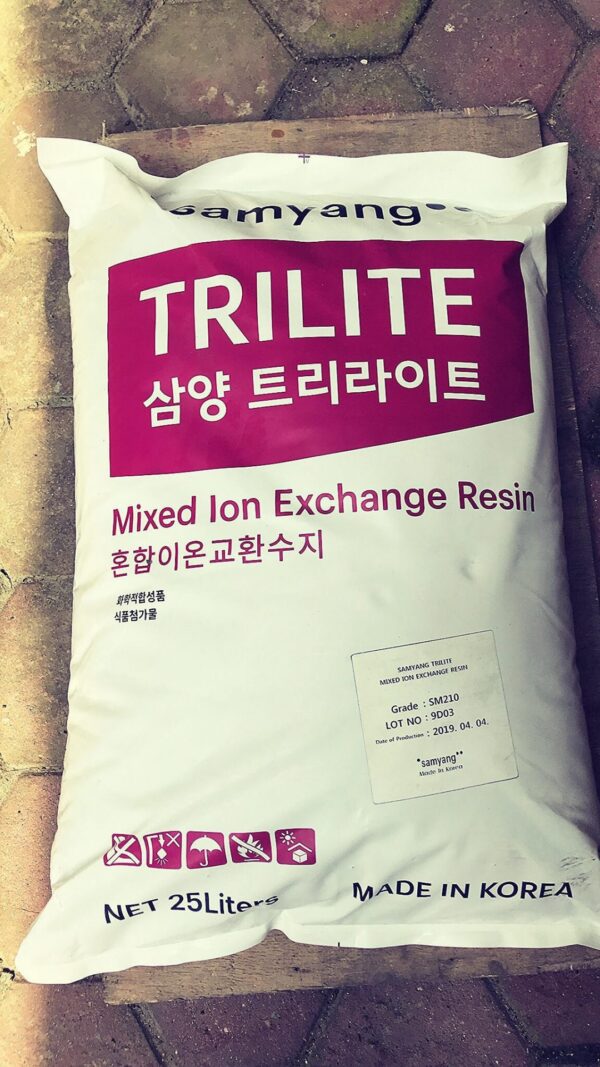 samyang
TRILITE
삼양 트리라이트
Mixed Ion Exchange Resin
혼합이온교환수지
화학적합성품
식품첨가물
SAMYANG TRILITE
MIXED ION EXCHANGE RESIN
Grade : SM210
LOT NO : 9D03
Date of Production : 2019. 04. 04.
samyang
Made In Korea
NET 25Liters
MADE IN KOREA